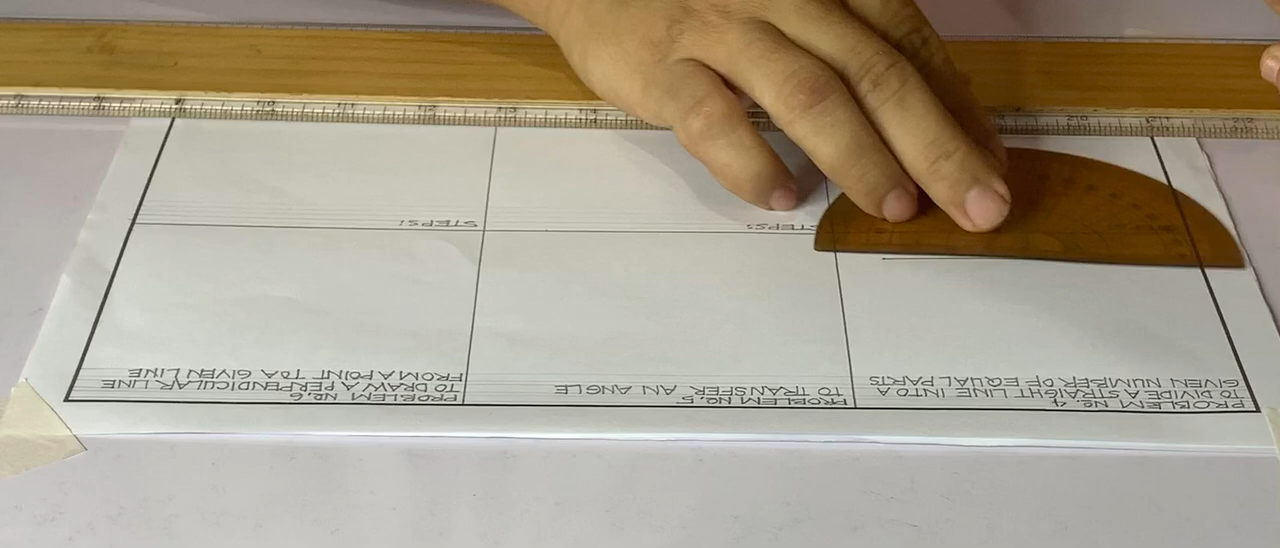 PROBLEM NO. 4
TO DIVIDE A STRAIGHT LINE INTO A
GIVEN NUMBER OF EQUAL PARTS
PROBLEM NO. 5
TO TRANSFER AN ANGLE
PROBLEM NO. 6
TO DRAW A PERPENDICULAR LINE
FROM A POINT TO A GIVEN LINE
STEPS:
STEPS: